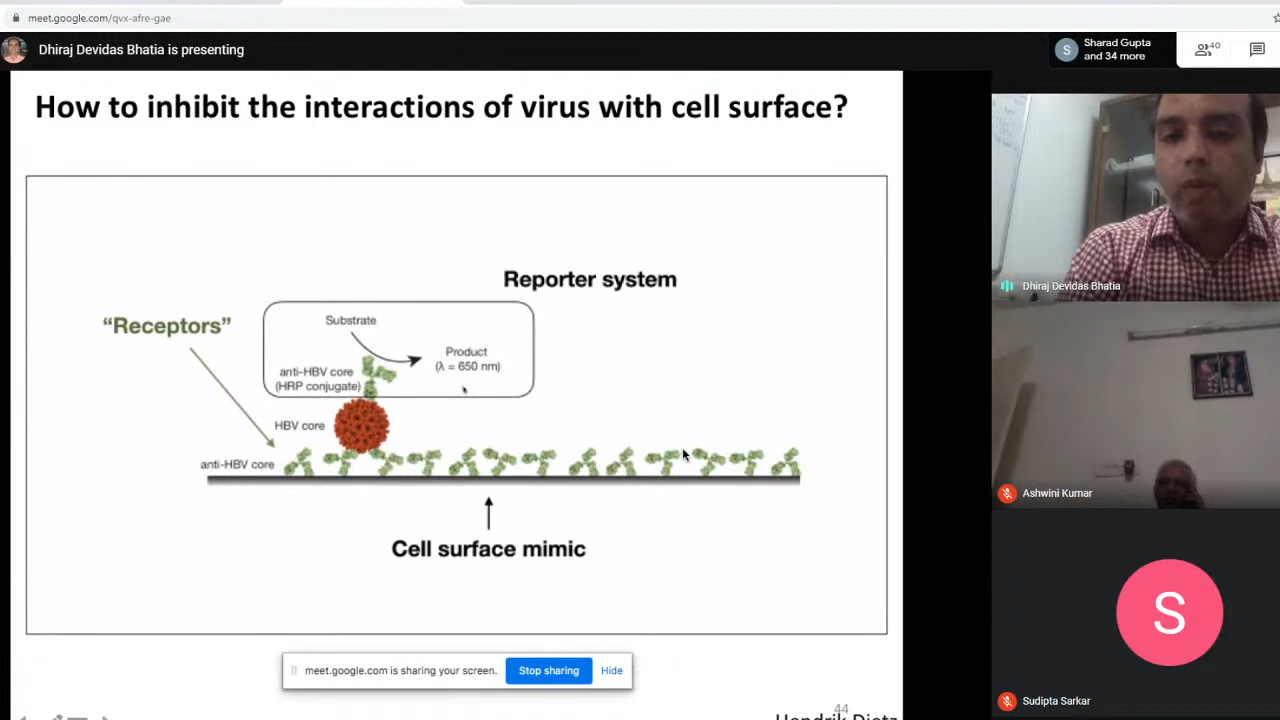 meet.google.com/qvx-afre-gae
Dhiraj Devidas Bhatia is presenting
Sharad Gupta
and 34 more
40
How to inhibit the interactions of virus with cell surface?
Reporter system
"Receptors"
Substrate
Product
(λ = 650 nm)
anti-HBV core
(HRP conjugate)
HBV core
anti-HBV core
Cell surface mimic
meet.google.com is sharing your screen.
Stop sharing
Hide
44
Hendrik Dietz
Dhiraj Devidas Bhatia
Ashwini Kumar
S
S
Sudipta Sarkar